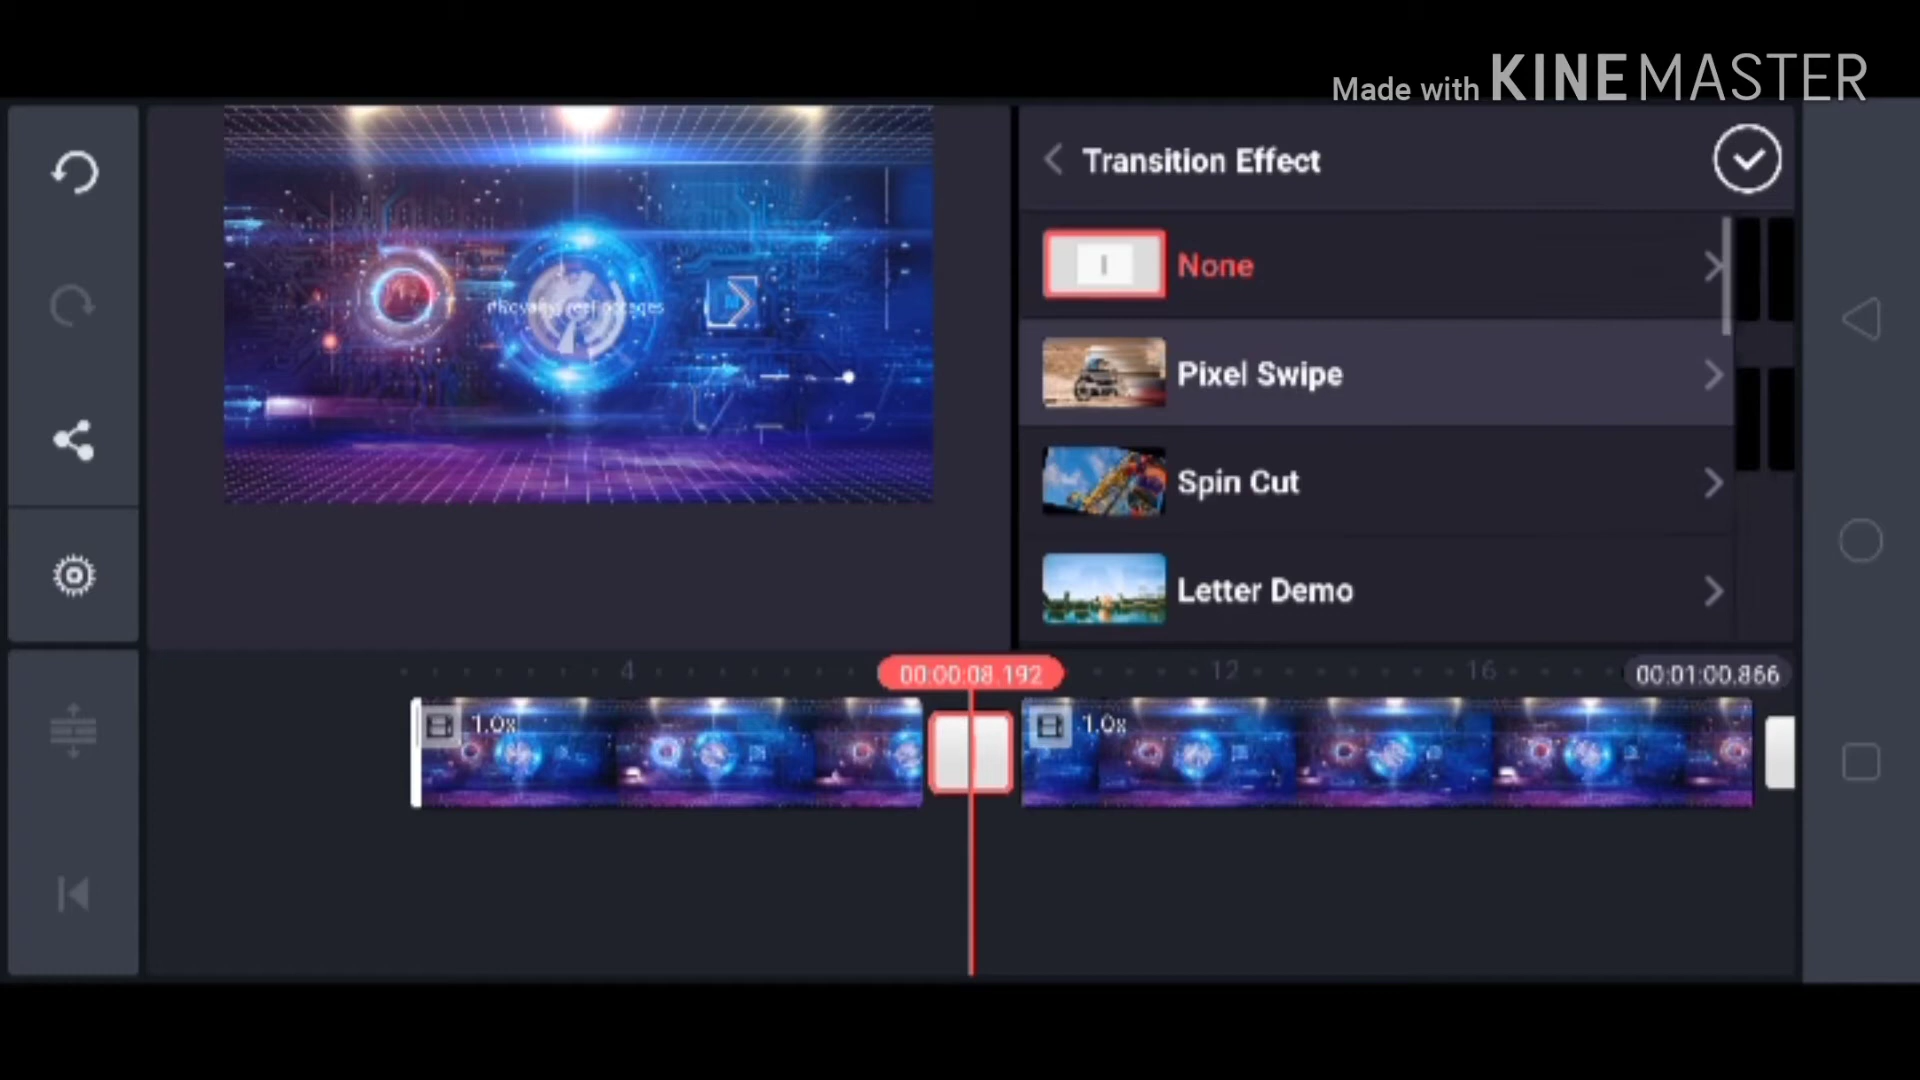 Made with KINEMASTER
Transition Effect
None
Pixel Swipe
Spin Cut
Letter Demo
4
00:00:08.192
12
16
00:01:00.866
1.0x
1.0x